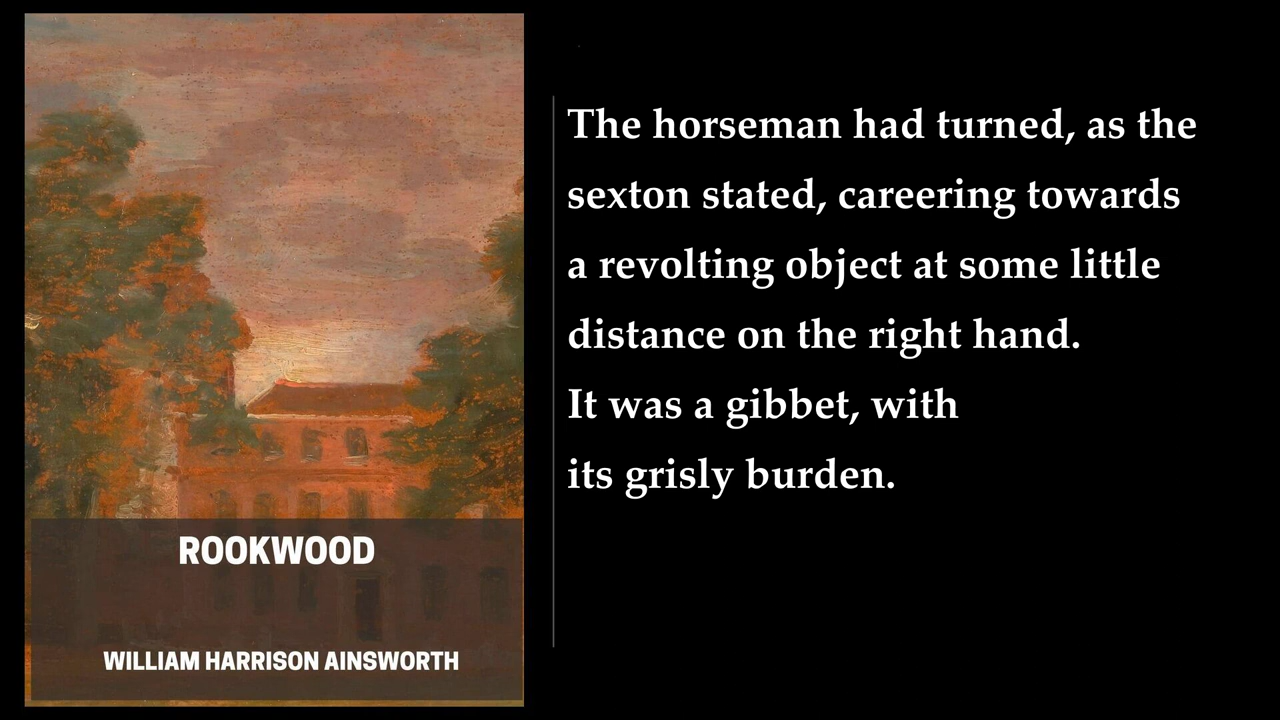 ROOKWOOD
WILLIAM HARRISON AINSWORTH
The horseman had turned, as the
sexton stated, careering towards
a revolting object at some little
distance on the right hand.
It was a gibbet, with
its grisly burden.